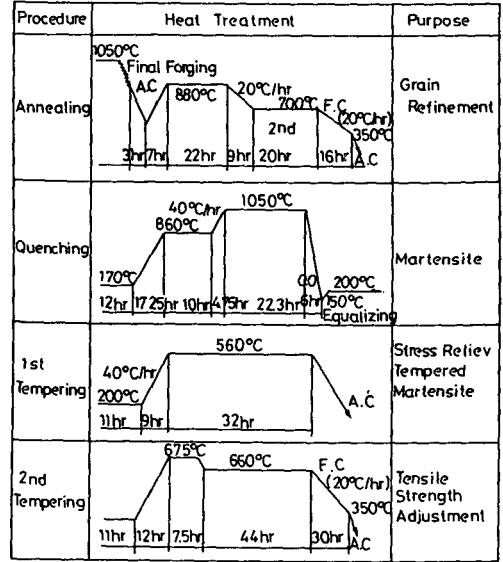 Procedure
Heat Treatment
Purpose
Annealing
1050°C
Final Forging
A.C
880°C
20°C/hr
700°C
F.C
(20°C/hr)
350°C
2nd
A.C
3hr 7hr 22hr 9hr 20hr 16hr
Grain
Refinement
Quenching
1050°C
40°C/hr
860°C
170°C
O.Q
200°C
150°C
Equalizing
12hr 17.25hr 10hr 4.75hr 22.3hr 6hr
Martensite
1st
Tempering
560°C
40°C/hr
200°C
A.C
11hr 9hr 32hr
Stress Reliev
Tempered
Martensite
2nd
Tempering
675°C
660°C
F.C
(20°C/hr)
350°C
A.C
11hr 12hr 7.5hr 44hr 30hr
Tensile
Strength
Adjustment